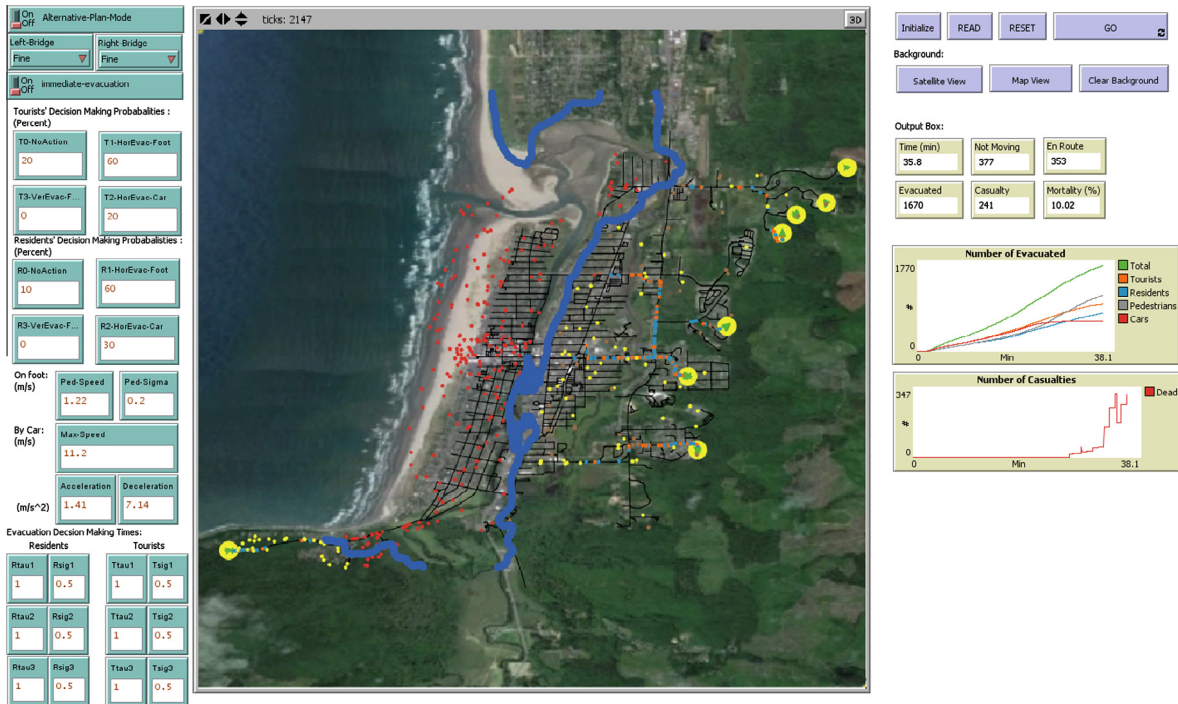 On
Off
Alternative-Plan-Mode
Left-Bridge
Fine
Right-Bridge
Fine
On
Off
immediate-evacuation
Tourists' Decision Making Probabalities :
(Percent)
T0-NoAction
20
T1-HorEvac-Foot
60
T3-VerEvac-F...
0
T2-HorEvac-Car
20
Residents' Decision Making Probabalisties :
(Percent)
R0-NoAction
10
R1-HorEvac-Foot
60
R3-VerEvac-F...
0
R2-HorEvac-Car
30
On foot:
(m/s)
Ped-Speed
1.22
Ped-Sigma
0.2
By Car:
(m/s)
Max-Speed
11.2
(m/s^2)
Acceleration
1.41
Deceleration
7.14
Evacuation Decsion Making Times:
Residents
Tourists
Rtau1
1
Rsig1
0.5
Ttau1
1
Tsig1
0.5
Rtau2
1
Rsig2
0.5
Ttau2
1
Tsig2
0.5
Rtau3
1
Rsig3
0.5
Ttau3
1
Tsig3
0.5
ticks: 2147
3D
Initialize
READ
RESET
GO
Background:
Satellite View
Map View
Clear Background
Output Box:
Time (min)
35.8
Not Moving
377
En Route
353
Evacuated
1670
Casualty
241
Mortality (%)
10.02
Number of Evacuated
1770
%
0
0
Min
38.1
Total
Tourists
Residents
Pedestrians
Cars
Number of Casualties
347
%
0
0
Min
38.1
Dead